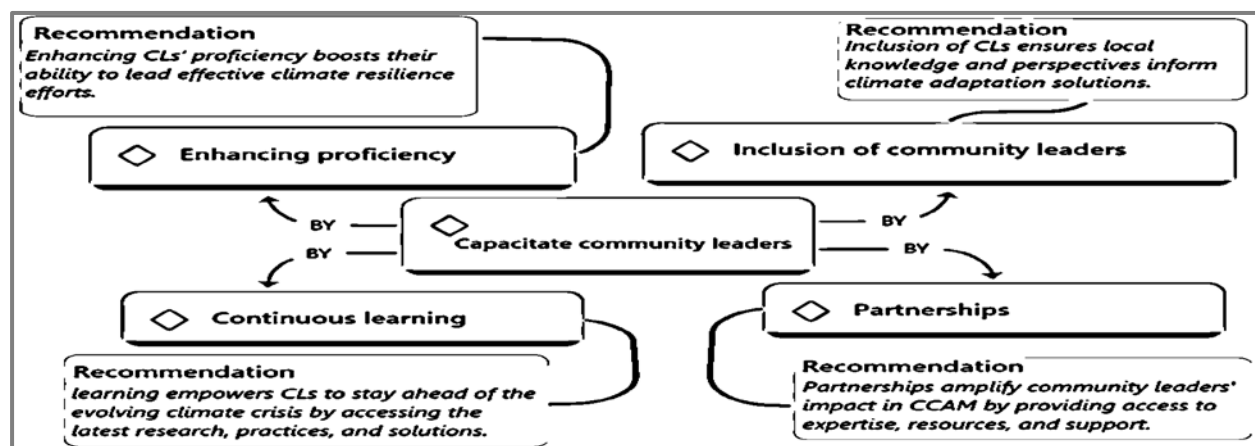 Recommendation
Enhancing CLs' proficiency boosts their
ability to lead effective climate resilience
efforts.
Recommendation
Inclusion of CLs ensures local
knowledge and perspectives inform
climate adaptation solutions.
Enhancing proficiency
Inclusion of community leaders
BY
BY
Capacitate community leaders
BY
BY
Continuous learning
Partnerships
Recommendation
learning empowers CLs to stay ahead of the
evolving climate crisis by accessing the
latest research, practices, and solutions.
Recommendation
Partnerships amplify community leaders'
impact in CCAM by providing access to
expertise, resources, and support.